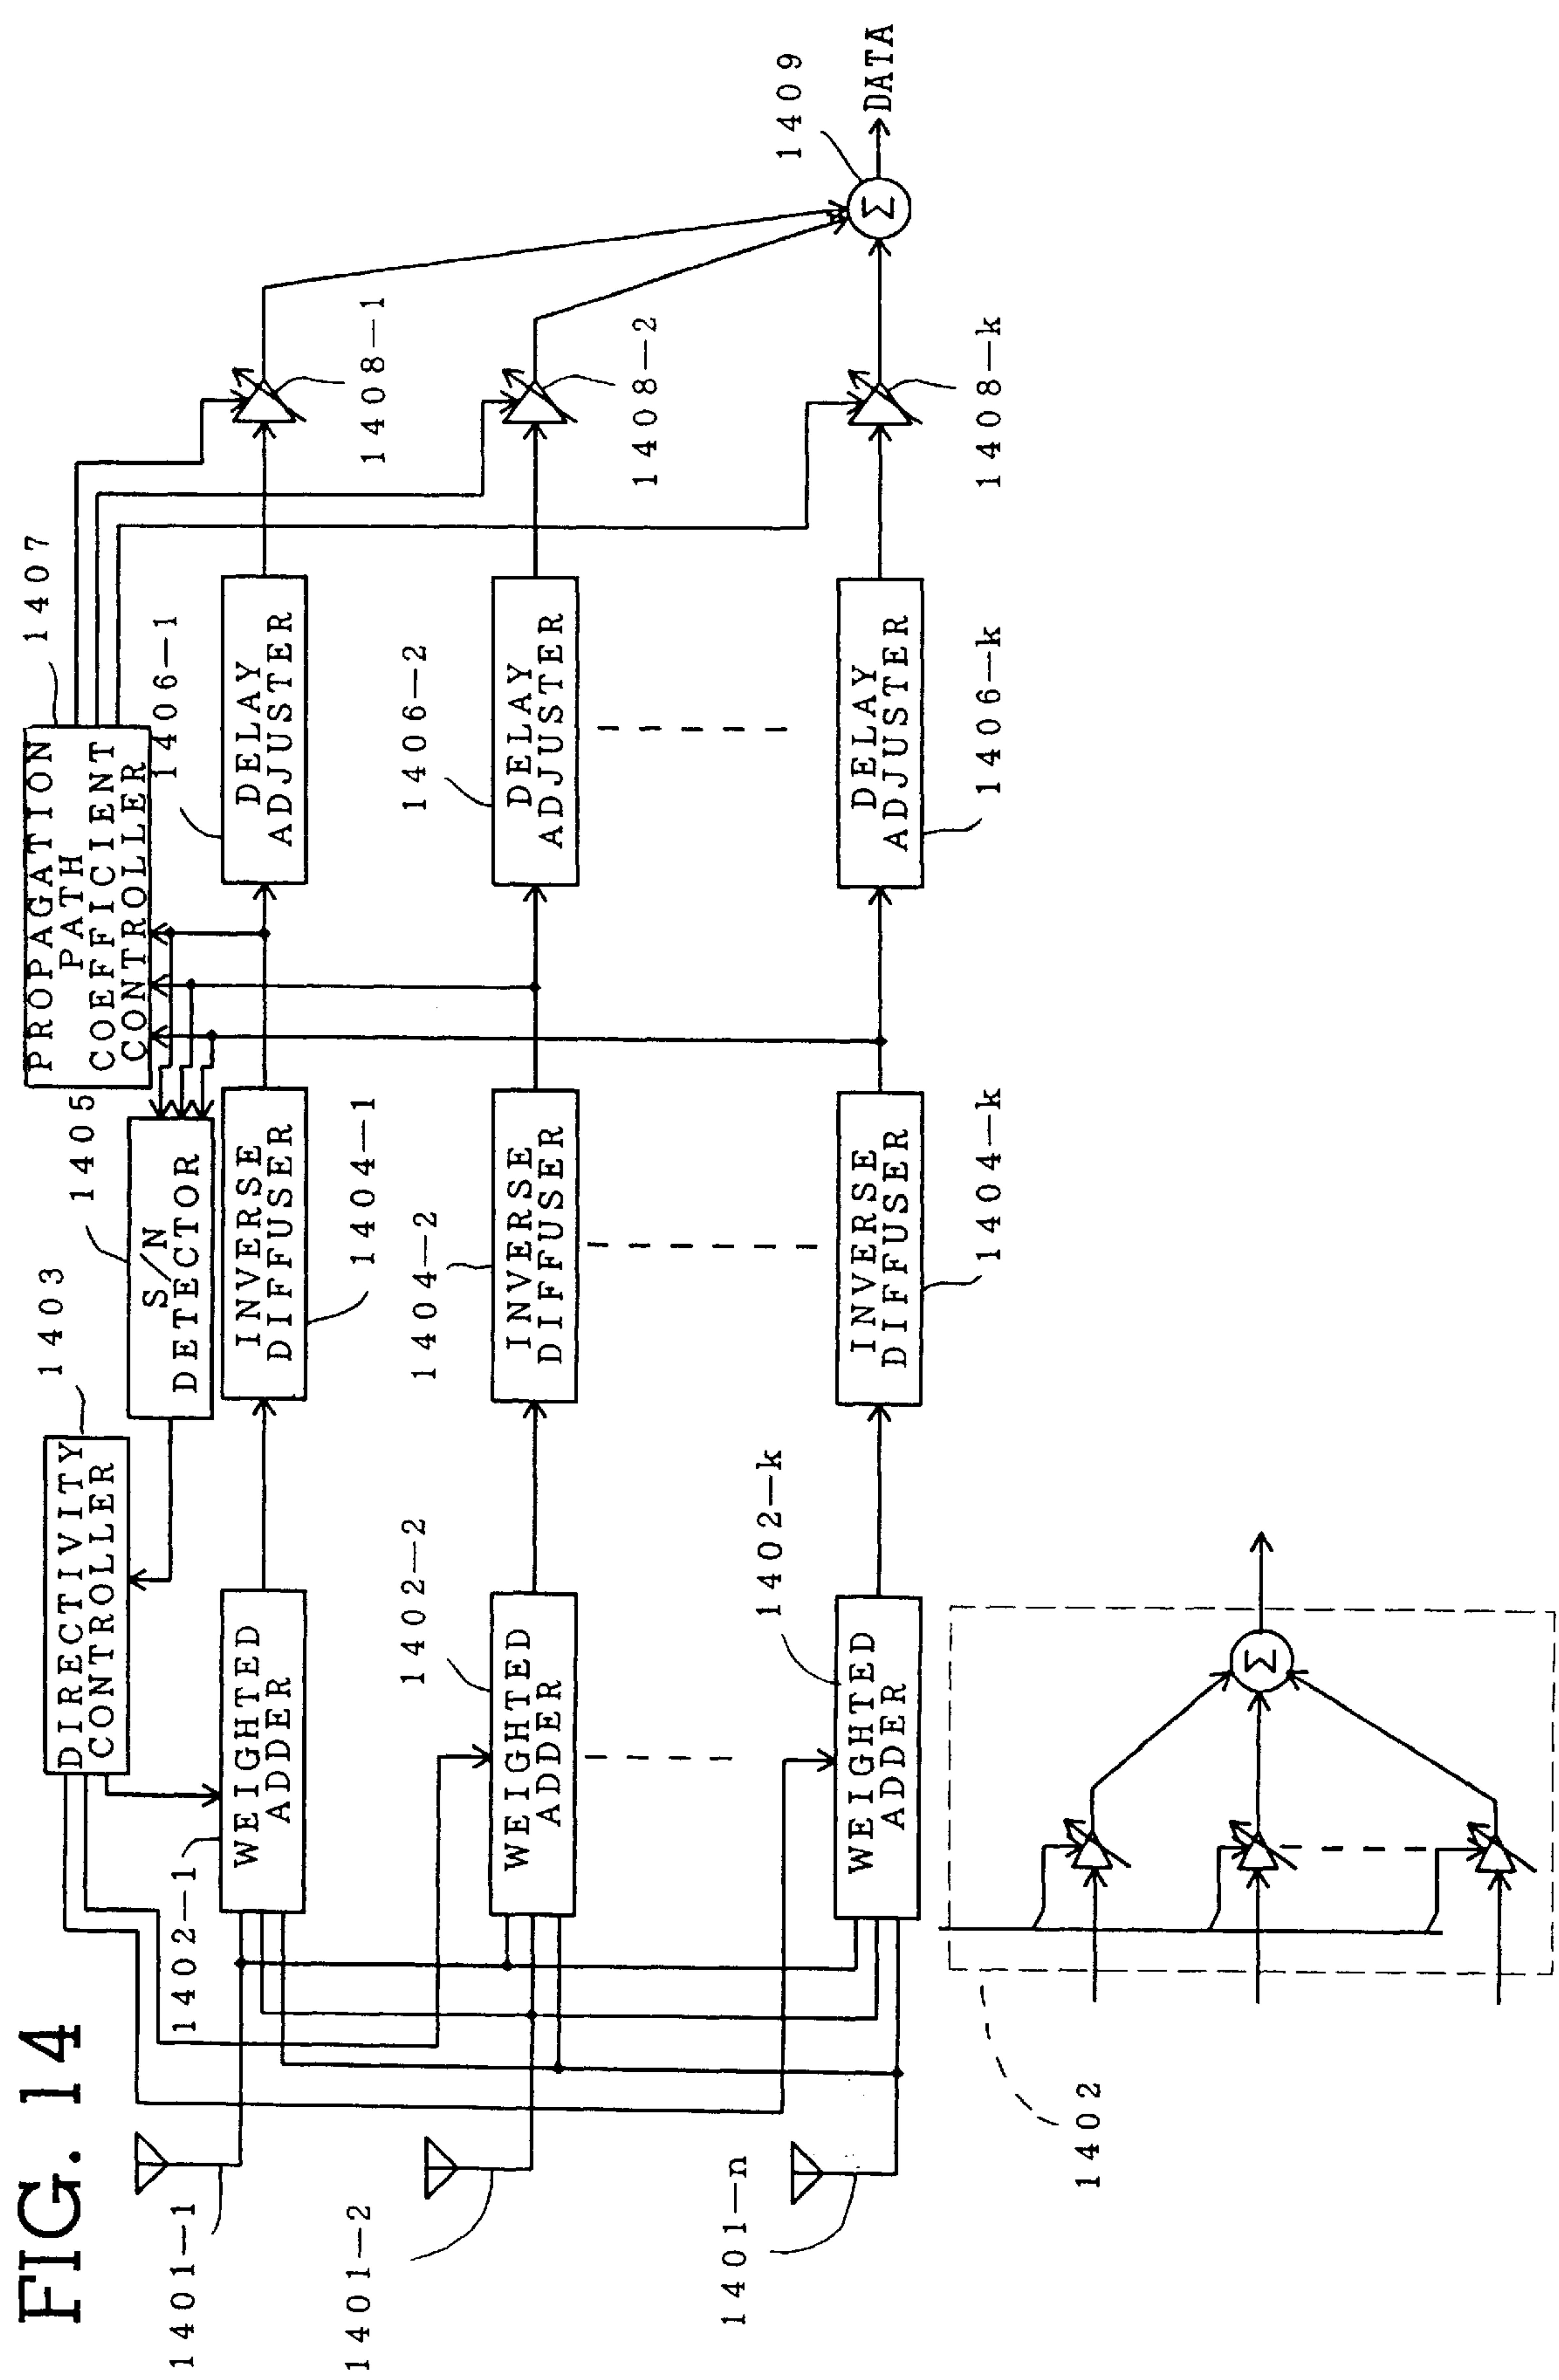 FIG. 14
1403
DIRECTIVITY
CONTROLLER
1405
S/N
DETECTOR
PROPAGATION
PATH
COEFFICIENT
CONTROLLER
1407
1401-1
1402-1
WEIGHTED
ADDER
INVERSE
DIFFUSER
1404-1
1406-1
DELAY
ADJUSTER
1408-1
1401-2
1402-2
WEIGHTED
ADDER
1404-2
INVERSE
DIFFUSER
1406-2
DELAY
ADJUSTER
1408-2
1401-n
1402-k
WEIGHTED
ADDER
INVERSE
DIFFUSER
1404-k
DELAY
ADJUSTER
1406-k
1408-k
1409
Σ
DATA
1402
Σ